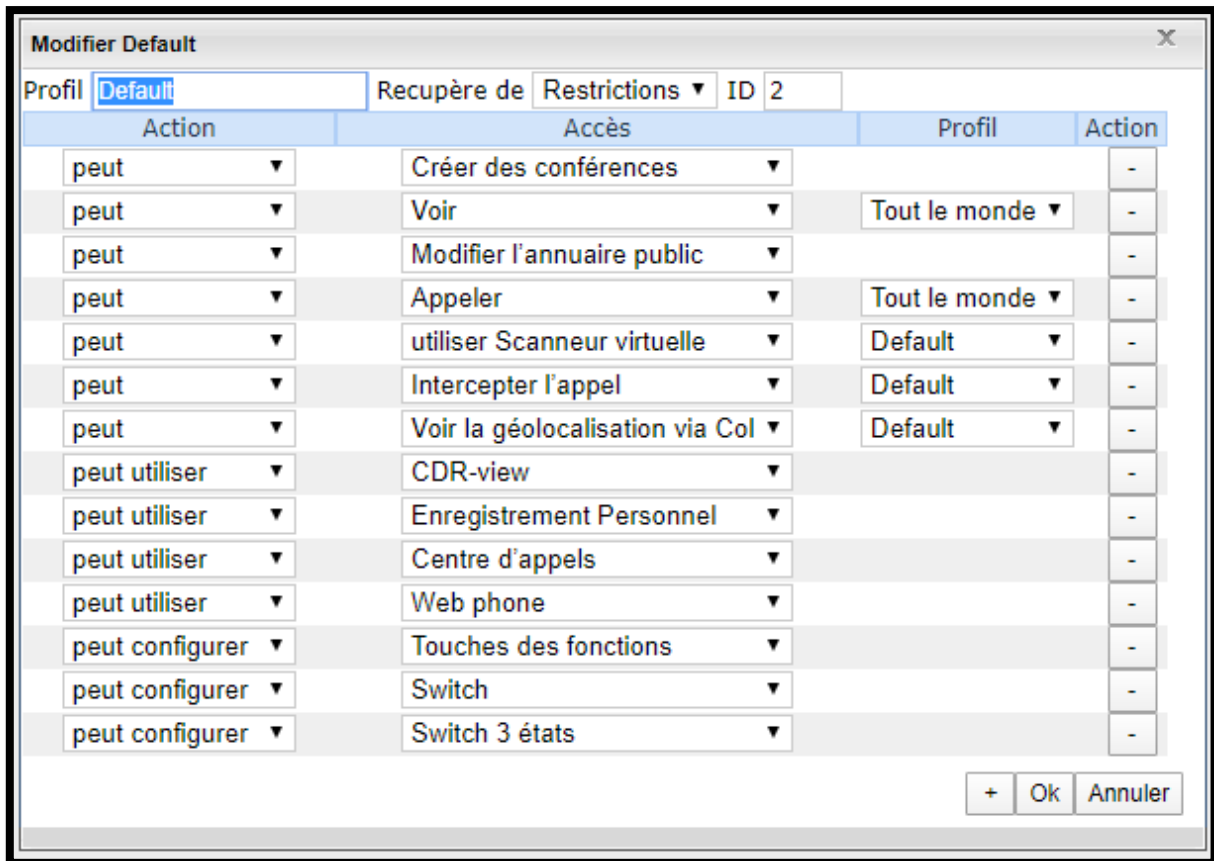 Modifier Default
Profil Default Recupère de Restrictions ID 2
Action Accès Profil Action
peut Créer des conférences -
peut Voir Tout le monde -
peut Modifier l'annuaire public -
peut Appeler Tout le monde -
peut utiliser Scanneur virtuelle Default -
peut Intercepter l'appel Default -
peut Voir la géolocalisation via Col Default -
peut utiliser CDR-view -
peut utiliser Enregistrement Personnel -
peut utiliser Centre d'appels -
peut utiliser Web phone -
peut configurer Touches des fonctions -
peut configurer Switch -
peut configurer Switch 3 états -
+ Ok Annuler